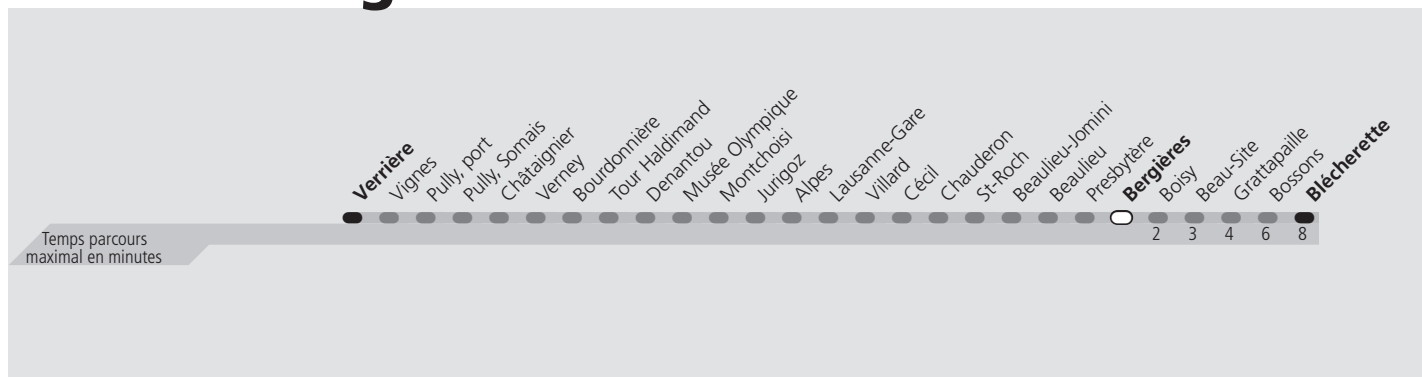 Verrière
Vignes
Pully, port
Pully, Somais
Châtaignier
Verney
Bourdonnière
Tour Haldimand
Denantou
Musée Olympique
Montchoisi
Jurigoz
Alpes
Lausanne-Gare
Villard
Cécil
Chauderon
St-Roch
Beaulieu-Jomini
Beaulieu
Presbytère
Bergières
Boisy
Beau-Site
Grattapaille
Bossons
Blécherette
Temps parcours
maximal en minutes
2 3 4 6 8